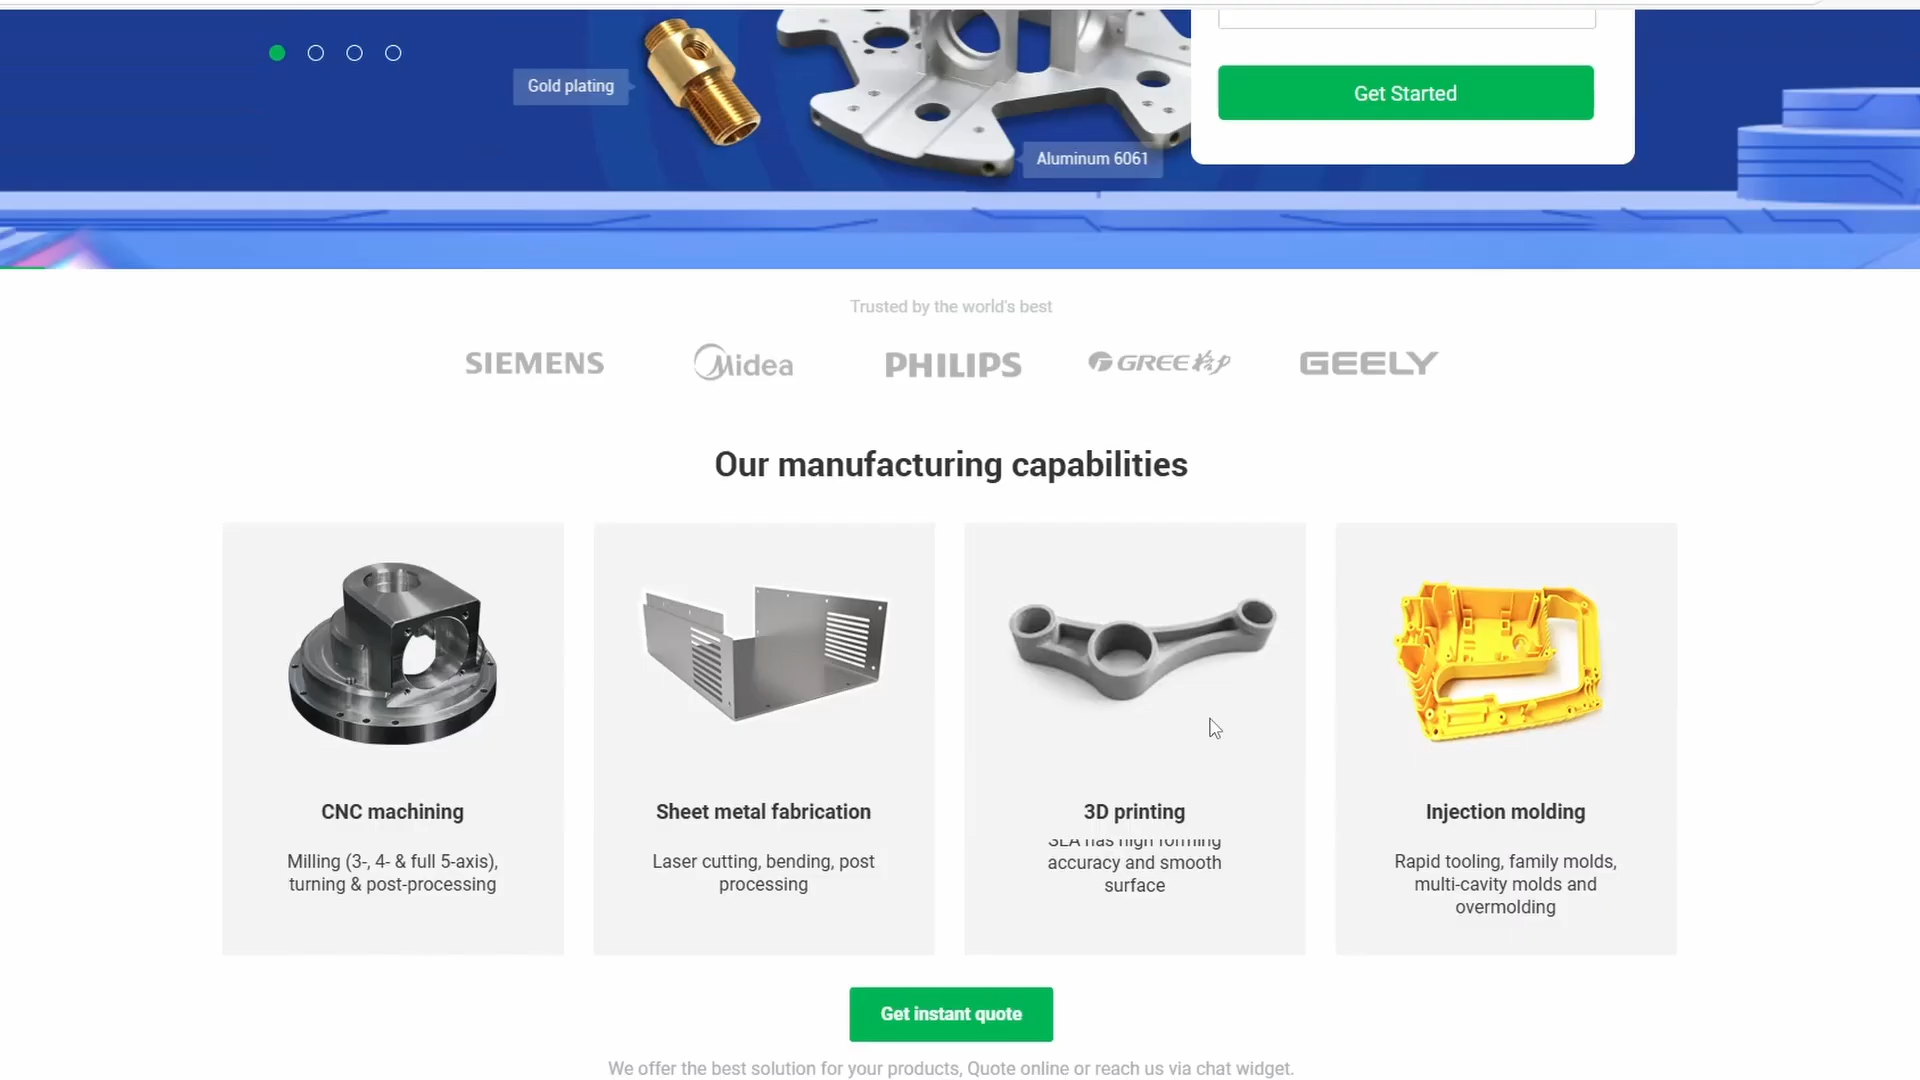 Gold plating
Get Started
Aluminum 6061
Trusted by the world's best
SIEMENS
Midea
PHILIPS
GREE格力
GEELY
Our manufacturing capabilities
CNC machining
Milling (3-, 4- & full 5-axis),
turning & post-processing
Sheet metal fabrication
Laser cutting, bending, post
processing
3D printing
SLA has high forming
accuracy and smooth
surface
Injection molding
Rapid tooling, family molds,
multi-cavity molds and
overmolding
Get instant quote
We offer the best solution for your products, Quote online or reach us via chat widget.